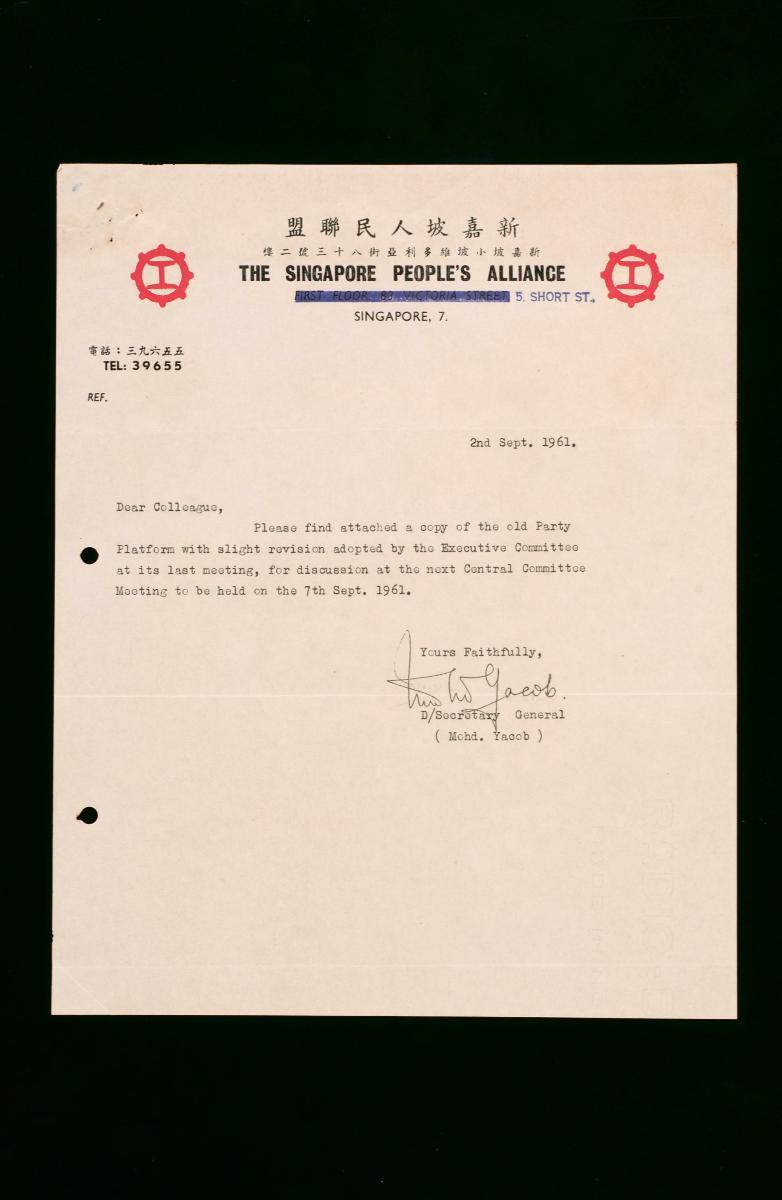 新嘉坡人民聯盟
新嘉坡小坡維多利亞街八十三號二樓
THE SINGAPORE PEOPLE'S ALLIANCE
FIRST FLOOR, 83, VICTORIA STREET, 5, SHORT ST.,
SINGAPORE, 7.
電話：三九六五五
TEL: 39655
REF.
2nd Sept. 1961.
Dear Colleague,
Please find attached a copy of the old Party
Platform with slight revision adopted by the Executive Committee
at its last meeting, for discussion at the next Central Committee
Meeting to be held on the 7th Sept. 1961.
Yours Faithfully,
Mohd Yacob.
D/Secretary General
( Mohd. Yacob )